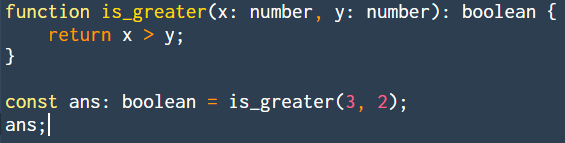 function is_greater(x: number, y: number): boolean {
    return x > y;
}

const ans: boolean = is_greater(3, 2);
ans;